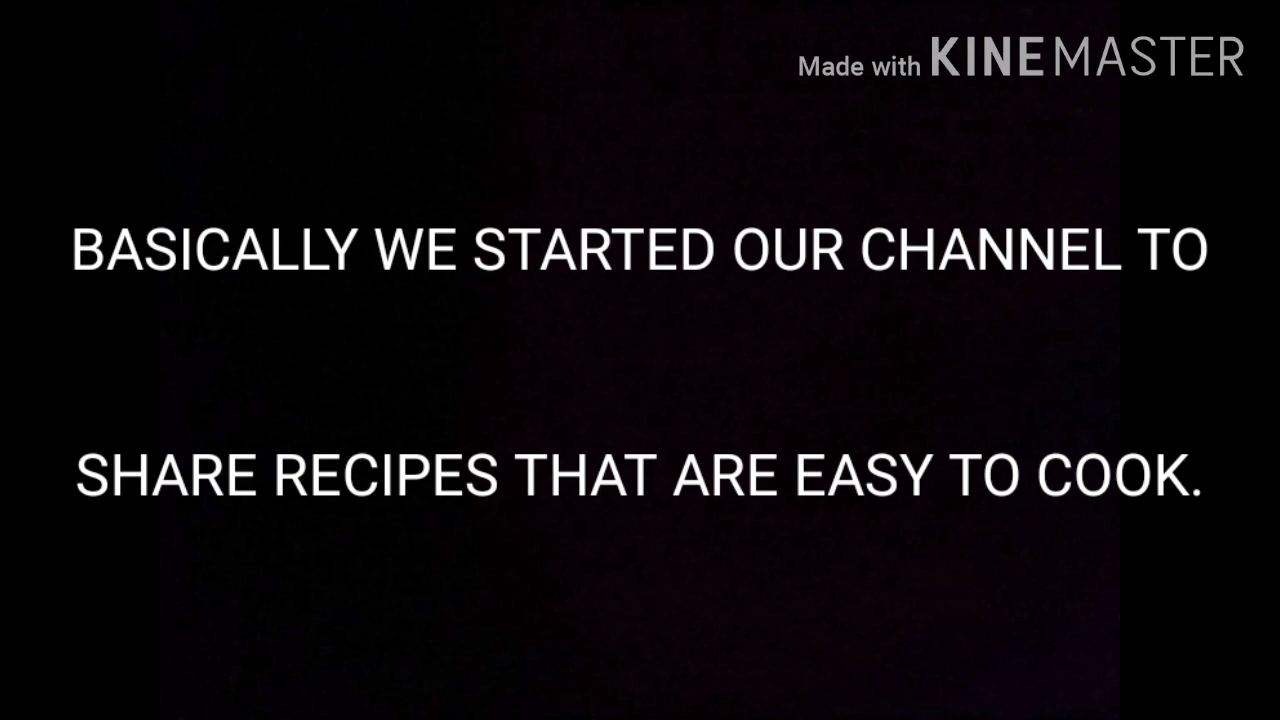 Made with KINEMASTER
BASICALLY WE STARTED OUR CHANNEL TO
SHARE RECIPES THAT ARE EASY TO COOK.